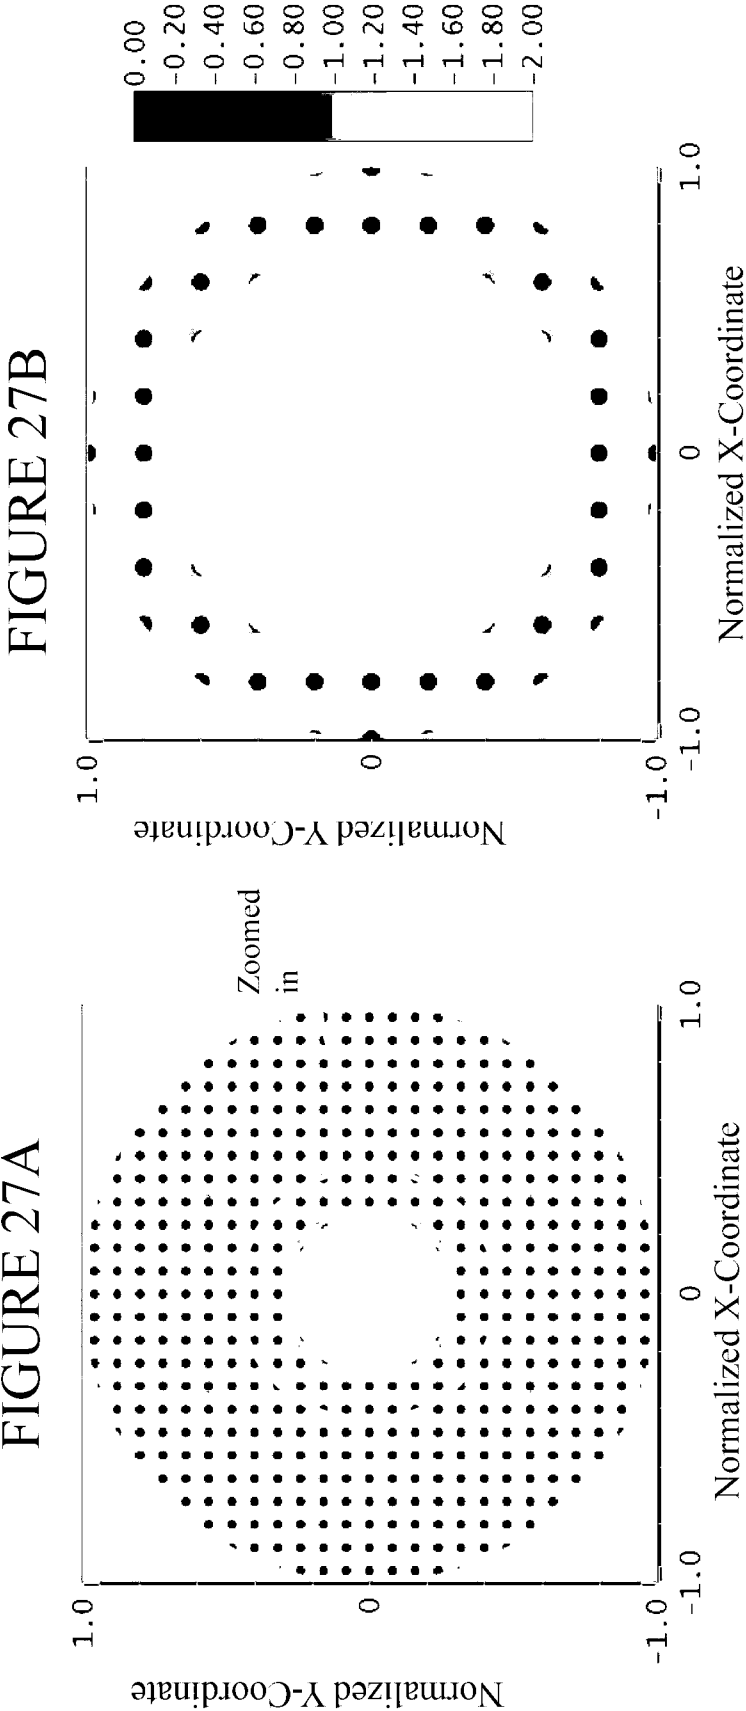 FIGURE 27A
1.0
0
-1.0
Normalized Y-Coordinate
-1.0
0
1.0
Normalized X-Coordinate
Zoomed
in
FIGURE 27B
1.0
0
-1.0
Normalized Y-Coordinate
-1.0
0
1.0
Normalized X-Coordinate
0.00
-0.20
-0.40
-0.60
-0.80
-1.00
-1.20
-1.40
-1.60
-1.80
-2.00